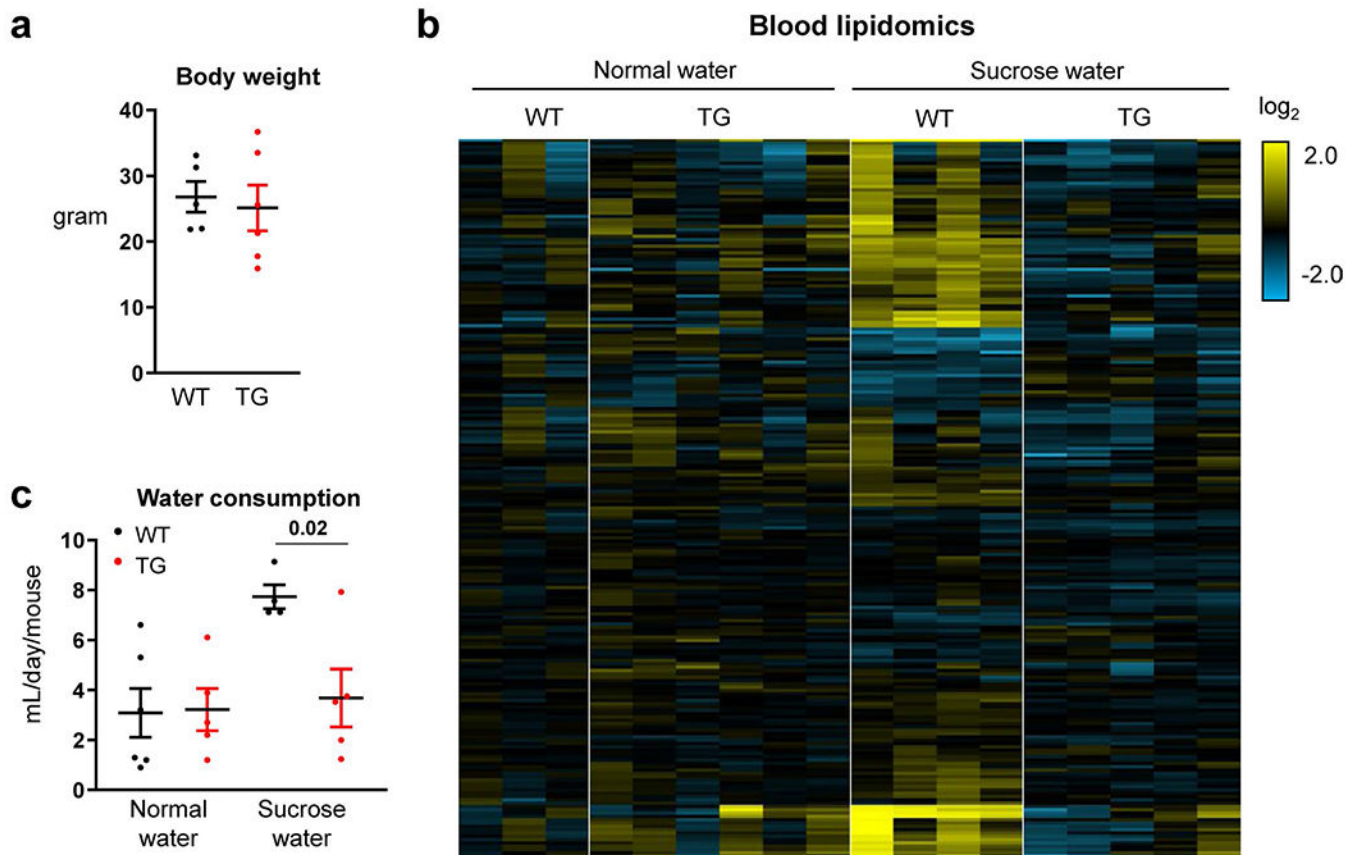 a
Body weight
40
30
gram
20
10
0
WT TG
b
Blood lipidomics
Normal water Sucrose water
WT TG WT TG
log2
2.0
-2.0
c
Water consumption
WT
TG
0.02
10
8
6
mL/day/mouse
4
2
0
Normal
water
Sucrose
water